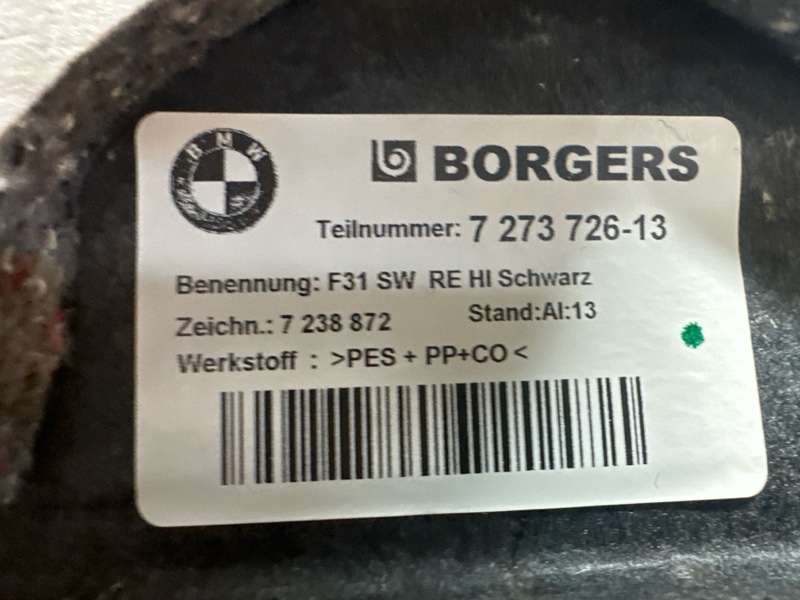 BMW
BORGERS
Teilnummer: 7 273 726-13
Benennung: F31 SW RE HI Schwarz
Zeichn.: 7 238 872 Stand:AI:13
Werkstoff : >PES + PP+CO<